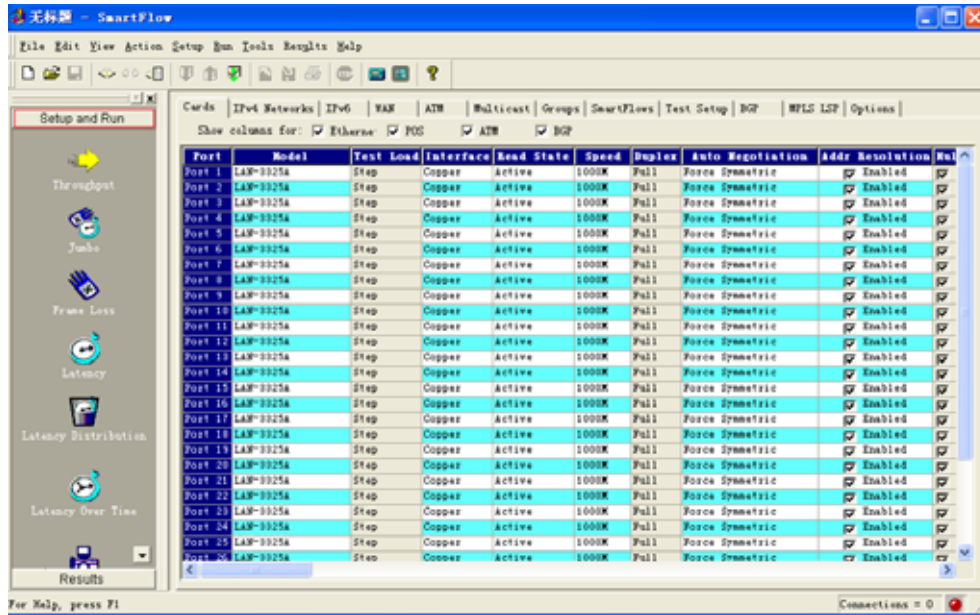 无标题 - SmartFlow
File Edit View Action Setup Run Tools Results Help
Setup and Run
Throughput
Jumbo
Frame Loss
Latency
Latency Distribution
Latency Over Time
Results
Cards IPv4 Networks IPv6 VLAN ATM Multicast Groups SmartFlows Test Setup BGP MPLS LSP Options
Show columns for: Etherne POS ATM BGP
Port Model Test Load Interface Read State Speed Duplex Auto Negotiation Addr Resolution Mul
Port 1 LAN-3325A Step Copper Active 1000M Full Force Symmetric Enabled
Port 2 LAN-3325A Step Copper Active 1000M Full Force Symmetric Enabled
Port 3 LAN-3325A Step Copper Active 1000M Full Force Symmetric Enabled
Port 4 LAN-3325A Step Copper Active 1000M Full Force Symmetric Enabled
Port 5 LAN-3325A Step Copper Active 1000M Full Force Symmetric Enabled
Port 6 LAN-3325A Step Copper Active 1000M Full Force Symmetric Enabled
Port 7 LAN-3325A Step Copper Active 1000M Full Force Symmetric Enabled
Port 8 LAN-3325A Step Copper Active 1000M Full Force Symmetric Enabled
Port 9 LAN-3325A Step Copper Active 1000M Full Force Symmetric Enabled
Port 10 LAN-3325A Step Copper Active 1000M Full Force Symmetric Enabled
Port 11 LAN-3325A Step Copper Active 1000M Full Force Symmetric Enabled
Port 12 LAN-3325A Step Copper Active 1000M Full Force Symmetric Enabled
Port 13 LAN-3325A Step Copper Active 1000M Full Force Symmetric Enabled
Port 14 LAN-3325A Step Copper Active 1000M Full Force Symmetric Enabled
Port 15 LAN-3325A Step Copper Active 1000M Full Force Symmetric Enabled
Port 16 LAN-3325A Step Copper Active 1000M Full Force Symmetric Enabled
Port 17 LAN-3325A Step Copper Active 1000M Full Force Symmetric Enabled
Port 18 LAN-3325A Step Copper Active 1000M Full Force Symmetric Enabled
Port 19 LAN-3325A Step Copper Active 1000M Full Force Symmetric Enabled
Port 20 LAN-3325A Step Copper Active 1000M Full Force Symmetric Enabled
Port 21 LAN-3325A Step Copper Active 1000M Full Force Symmetric Enabled
Port 22 LAN-3325A Step Copper Active 1000M Full Force Symmetric Enabled
Port 23 LAN-3325A Step Copper Active 1000M Full Force Symmetric Enabled
Port 24 LAN-3325A Step Copper Active 1000M Full Force Symmetric Enabled
Port 25 LAN-3325A Step Copper Active 1000M Full Force Symmetric Enabled
Port 26 LAN-3325A Step Copper Active 1000M Full Force Symmetric Enabled
For Help, press F1
Connections = 0